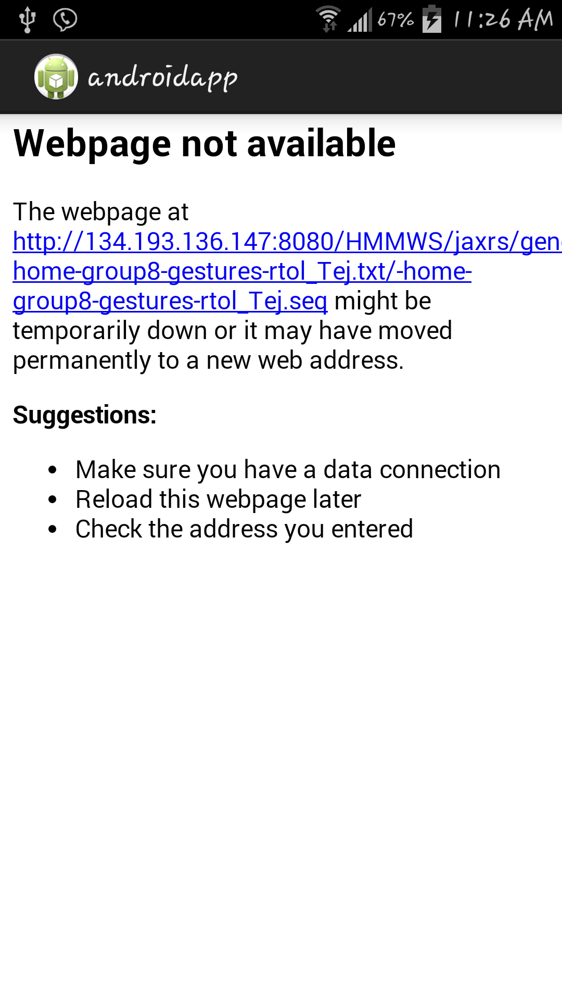 67% 11:26 AM
androidapp
Webpage not available
The webpage at
http://134.193.136.147:8080/HMMWS/jaxrs/gen
home-group8-gestures-rtol_Tej.txt/-home-
group8-gestures-rtol_Tej.seq might be
temporarily down or it may have moved
permanently to a new web address.
Suggestions:
• Make sure you have a data connection
• Reload this webpage later
• Check the address you entered